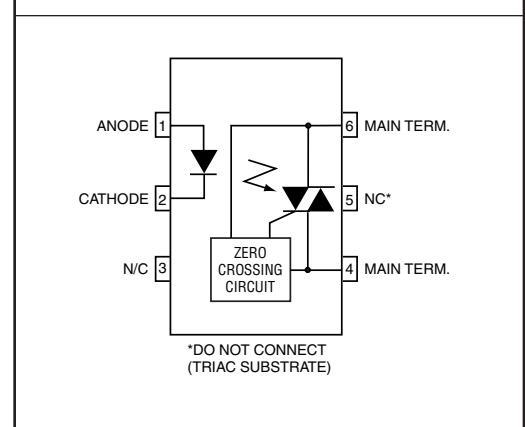 ANODE 1
6 MAIN TERM.
CATHODE 2
5 NC*
N/C 3
ZERO
CROSSING
CIRCUIT
4 MAIN TERM.
*DO NOT CONNECT
(TRIAC SUBSTRATE)